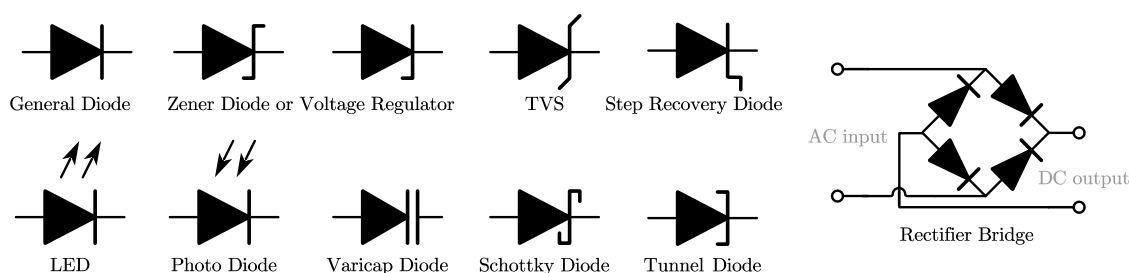 General Diode
Zener Diode or Voltage Regulator
TVS
Step Recovery Diode
AC input
DC output
LED
Photo Diode
Varicap Diode
Schottky Diode
Tunnel Diode
Rectifier Bridge